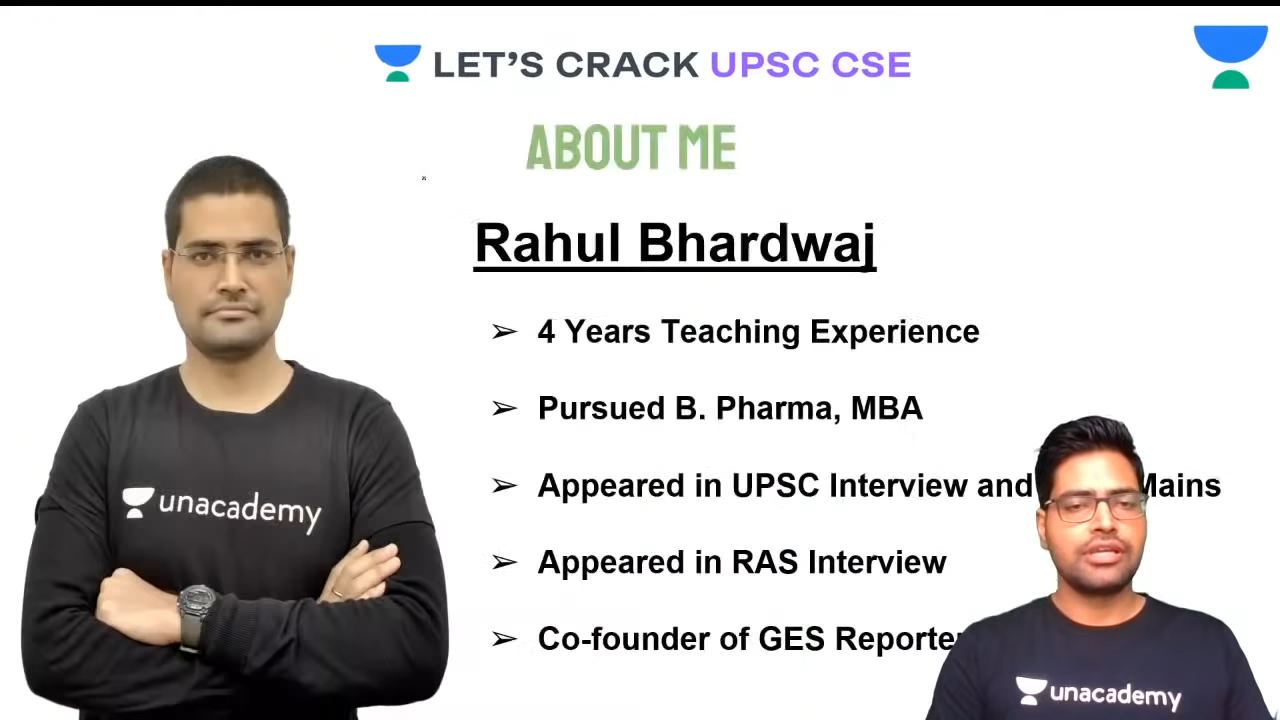 LET'S CRACK UPSC CSE
ABOUT ME
Rahul Bhardwaj
➢ 4 Years Teaching Experience
➢ Pursued B. Pharma, MBA
➢ Appeared in UPSC Interview and Mains
➢ Appeared in RAS Interview
➢ Co-founder of GES Reporter
unacademy
unacademy